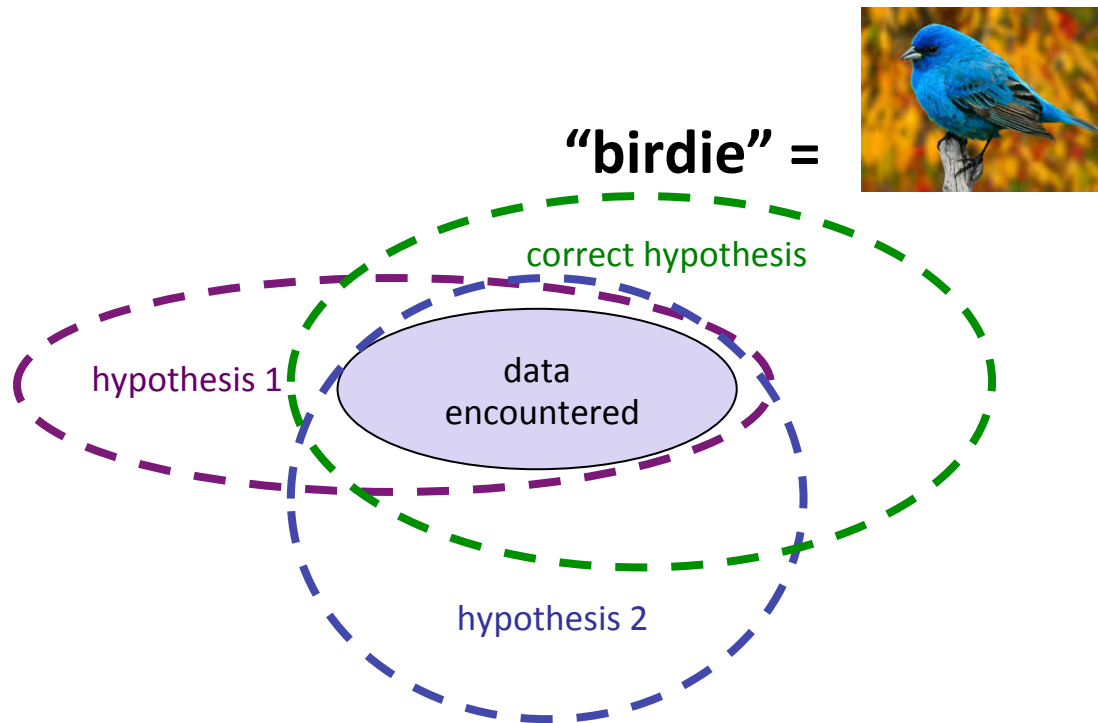 “birdie” =
correct hypothesis
hypothesis 1
data
encountered
hypothesis 2